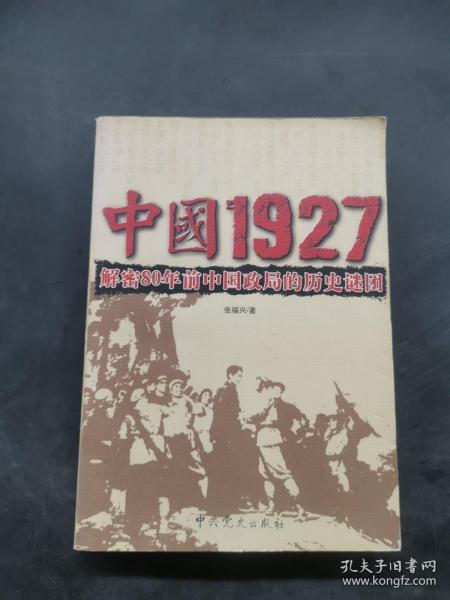 中國1927
解密80年前中国政局的历史谜团
张福兴/著
中共党史出版社
孔夫子旧书网
www.kongfz.com